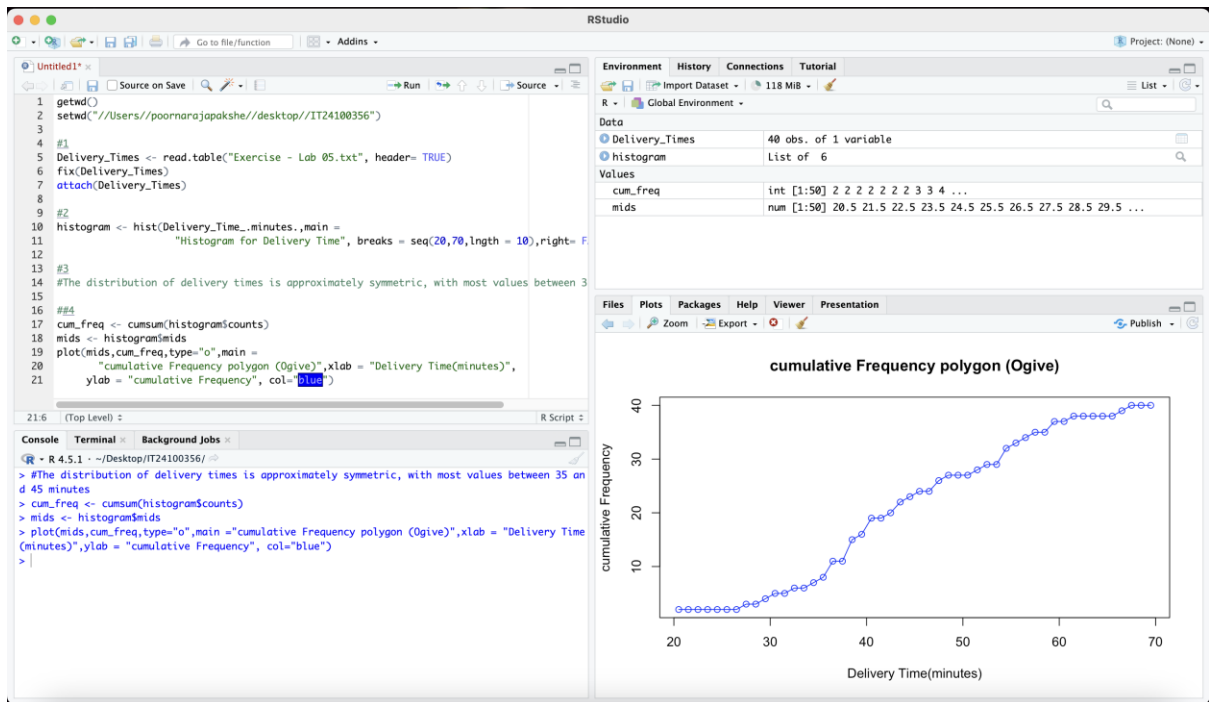 RStudio
Go to file/function
Addins
Project: (None)
Untitled1*
Source on Save
Run
Source
1 getwd()
2 setwd("//Users//poornarajapakshe//desktop//IT24100356")
3
4 #1
5 Delivery_Times <- read.table("Exercise - Lab 05.txt", header= TRUE)
6 fix(Delivery_Times)
7 attach(Delivery_Times)
8
9 #2
10 histogram <- hist(Delivery_Time_.minutes.,main =
11 "Histogram for Delivery Time", breaks = seq(20,70,lngth = 10),right= F
12
13 #3
14 #The distribution of delivery times is approximately symmetric, with most values between 3
15
16 ##4
17 cum_freq <- cumsum(histogram$counts)
18 mids <- histogram$mids
19 plot(mids,cum_freq,type="o",main =
20 "cumulative Frequency polygon (Ogive)",xlab = "Delivery Time(minutes)",
21 ylab = "cumulative Frequency", col="blue")
21:6 (Top Level) R Script
Console Terminal Background Jobs
R 4.5.1 · ~/Desktop/IT24100356/
> #The distribution of delivery times is approximately symmetric, with most values between 35 an
d 45 minutes
> cum_freq <- cumsum(histogram$counts)
> mids <- histogram$mids
> plot(mids,cum_freq,type="o",main ="cumulative Frequency polygon (Ogive)",xlab = "Delivery Time
(minutes)",ylab = "cumulative Frequency", col="blue")
>
Environment History Connections Tutorial
Import Dataset 118 MiB List
R Global Environment
Data
Delivery_Times 40 obs. of 1 variable
histogram List of 6
Values
cum_freq int [1:50] 2 2 2 2 2 2 2 3 3 4 ...
mids num [1:50] 20.5 21.5 22.5 23.5 24.5 25.5 26.5 27.5 28.5 29.5 ...
Files Plots Packages Help Viewer Presentation
Zoom Export Publish
cumulative Frequency polygon (Ogive)
cumulative Frequency
40
30
20
10
20 30 40 50 60 70
Delivery Time(minutes)